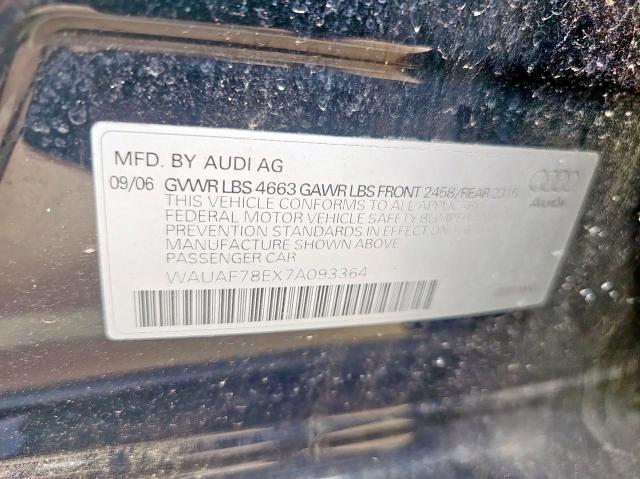 MFD. BY AUDI AG
09/06 GVWR LBS 4663 GAWR LBS FRONT 2458/REAR 2315
THIS VEHICLE CONFORMS TO ALL APPLICABLE
FEDERAL MOTOR VEHICLE SAFETY BUMPER
PREVENTION STANDARDS IN EFFECT ON THE
MANUFACTURE SHOWN ABOVE
PASSENGER CAR
WAUAF78EX7A093364
Audi